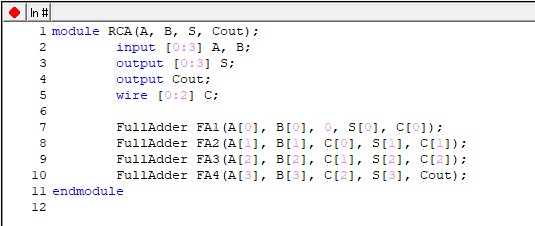 ln #
1 module RCA(A, B, S, Cout);
2 input [0:3] A, B;
3 output [0:3] S;
4 output Cout;
5 wire [0:2] C;
6
7 FullAdder FA1(A[0], B[0], 0, S[0], C[0]);
8 FullAdder FA2(A[1], B[1], C[0], S[1], C[1]);
9 FullAdder FA3(A[2], B[2], C[1], S[2], C[2]);
10 FullAdder FA4(A[3], B[3], C[2], S[3], Cout);
11 endmodule
12